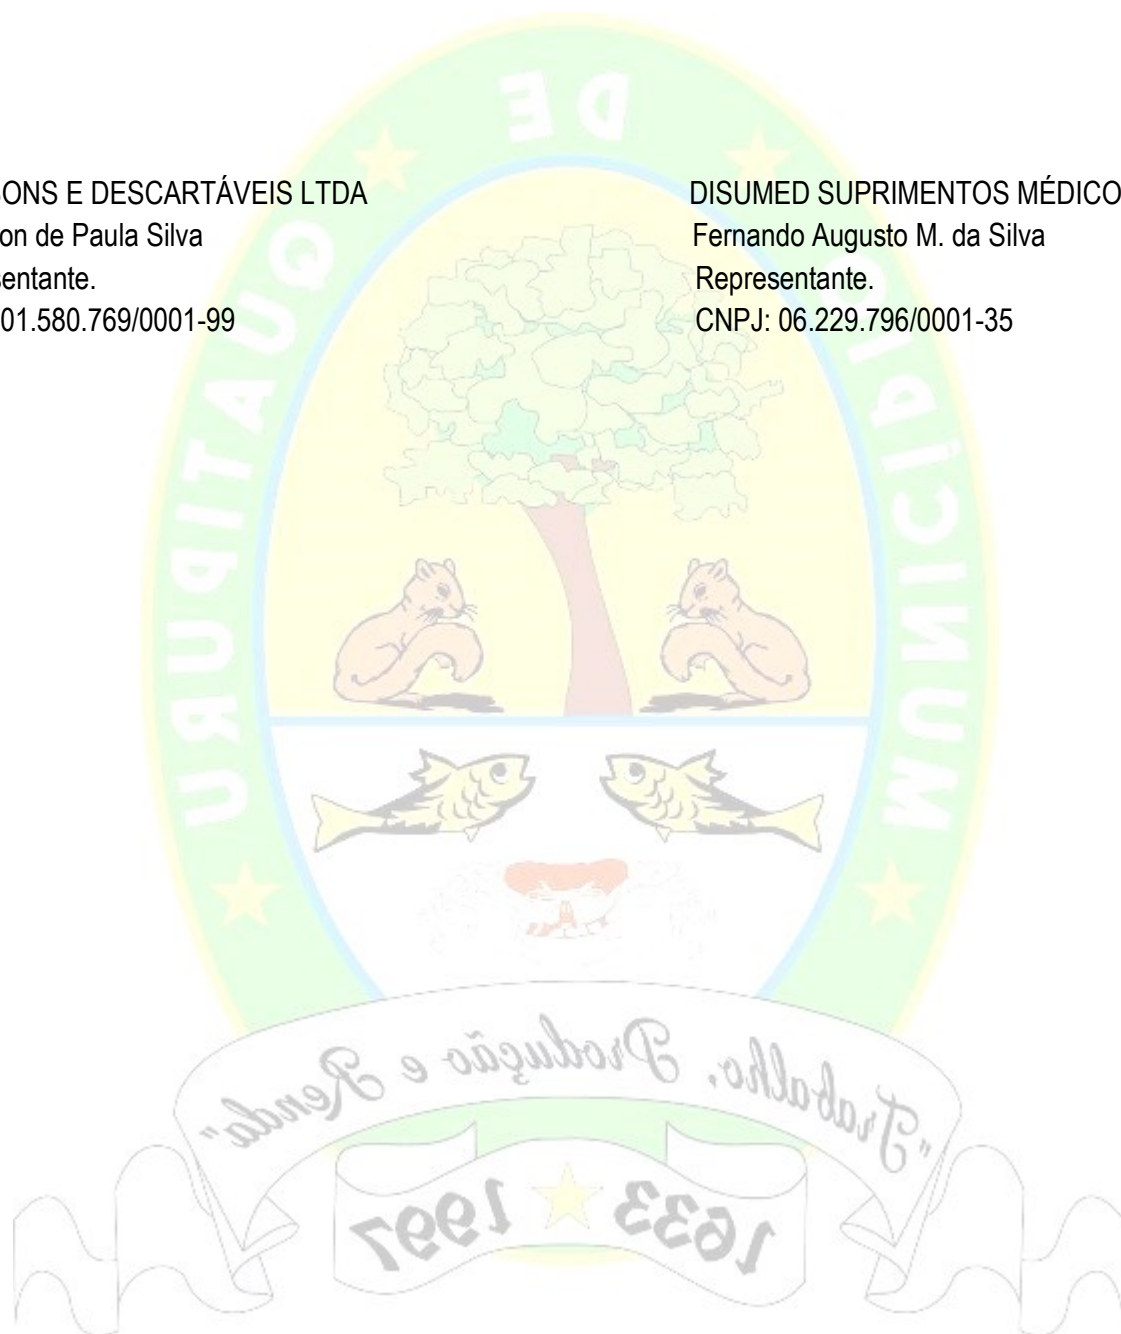 DE
MUNICÍPIO
QUATIPURU
ONS E DESCARTÁVEIS LTDA
on de Paula Silva
entante.
01.580.769/0001-99
DISUMED SUPRIMENTOS MÉDICO
Fernando Augusto M. da Silva
Representante.
CNPJ: 06.229.796/0001-35
"Trabalho, Produção e Renda"
1633 1997